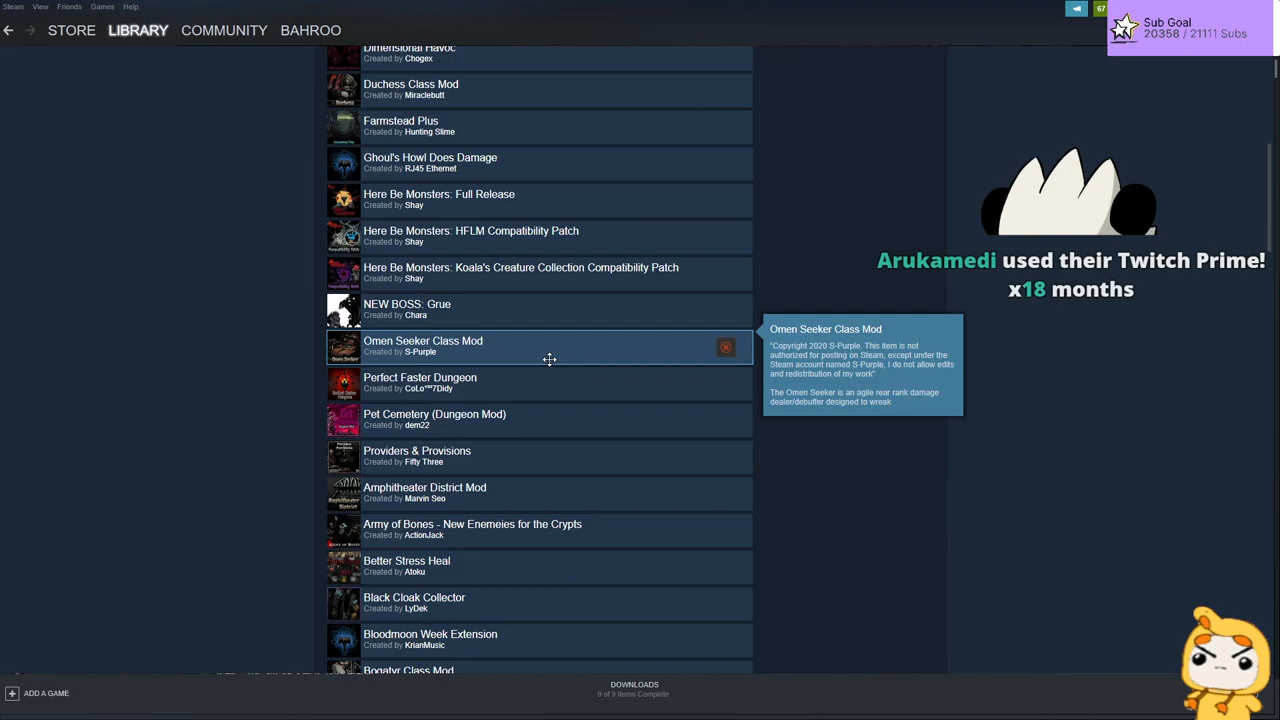 Steam View Friends Games Help
67
STORE LIBRARY COMMUNITY BAHROO
Sub Goal
20358 / 21111 Subs
Dimensional Havoc
Created by Chogex
Duchess Class Mod
Created by Miraclebutt
Farmstead Plus
Created by Hunting Slime
Ghoul's Howl Does Damage
Created by RJ45 Ethernet
Here Be Monsters: Full Release
Created by Shay
Here Be Monsters: HFLM Compatibility Patch
Created by Shay
Here Be Monsters: Koala's Creature Collection Compatibility Patch
Created by Shay
Arukamedi used their Twitch Prime!
x18 months
NEW BOSS: Grue
Created by Chara
Omen Seeker Class Mod
Created by S-Purple
Omen Seeker Class Mod
"Copyright 2020 S-Purple. This item is not
authorized for posting on Steam, except under the
Steam account named S-Purple, I do not allow edits
and redistribution of my work"
The Omen Seeker is an agile rear rank damage
dealer/debuffer designed to wreak
Perfect Faster Dungeon
Created by CoLo™7Didy
Pet Cemetery (Dungeon Mod)
Created by dem22
Providers & Provisions
Created by Fifty Three
Amphitheater District Mod
Created by Marvin Seo
Army of Bones - New Enemies for the Crypts
Created by ActionJack
Better Stress Heal
Created by Atoku
Black Cloak Collector
Created by LyDek
Bloodmoon Week Extension
Created by KrianMusic
Bogatyr Class Mod
ADD A GAME
DOWNLOADS
9 of 9 Items Complete